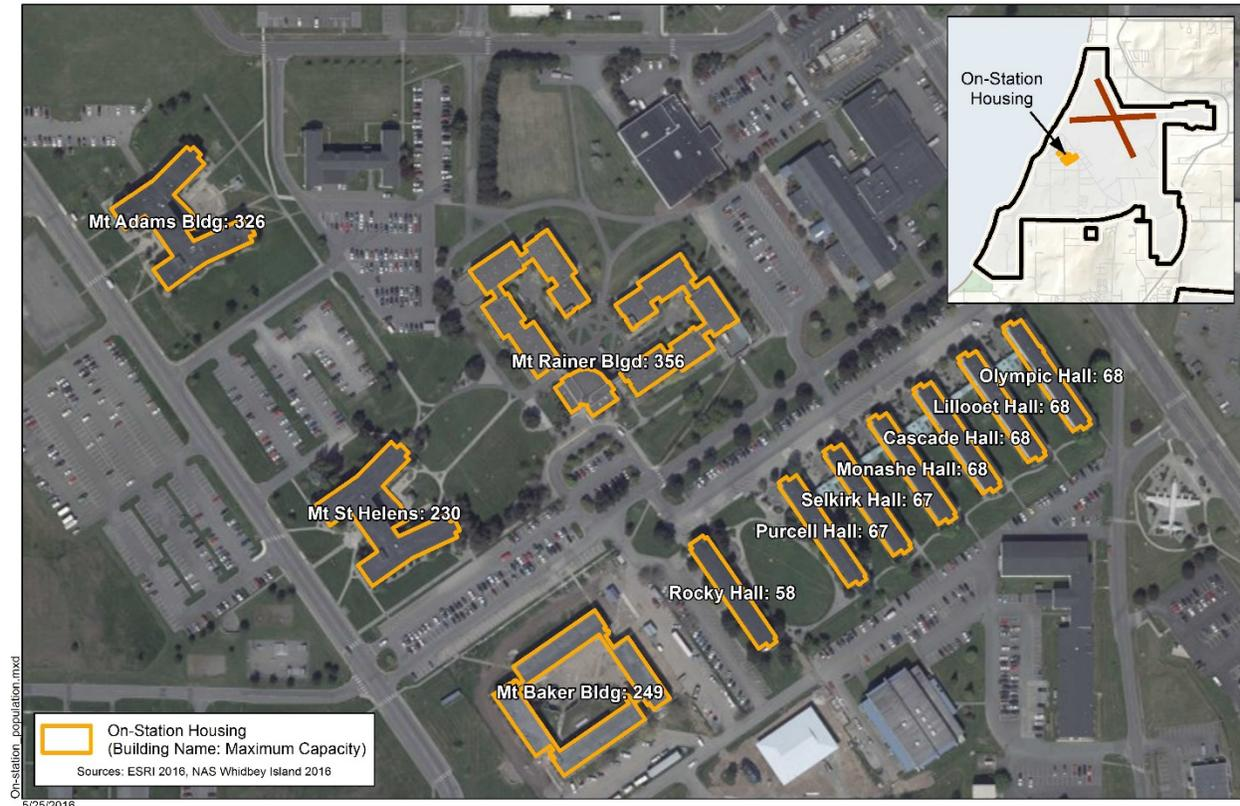 On-Station
Housing
Mt Adams Bldg: 326
Mt Rainer Blgd: 356
Olympic Hall: 68
Lillooet Hall: 68
Cascade Hall: 68
Monashe Hall: 68
Selkirk Hall: 67
Purcell Hall: 67
Mt St Helens: 230
Rocky Hall: 58
Mt Baker Bldg: 249
On-Station Housing
(Building Name: Maximum Capacity)
Sources: ESRI 2016, NAS Whidbey Island 2016
On-station_population.mxd
5/25/2016